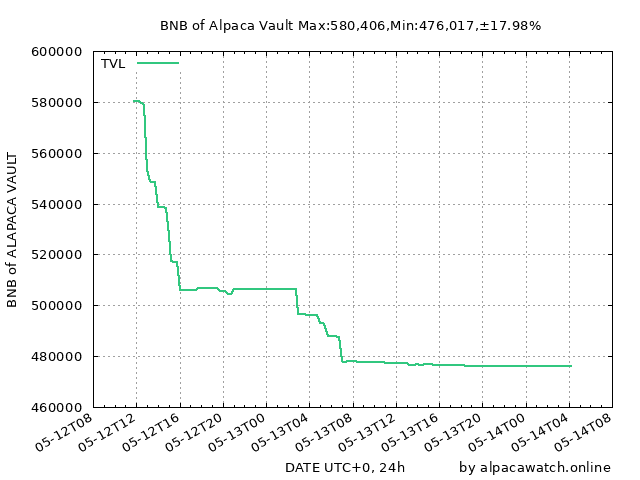 BNB of Alpaca Vault Max:580,406,Min:476,017,±17.98%
600000
TVL
580000
560000
540000
520000
500000
480000
460000
BNB of ALAPACA VAULT
05-12T08
05-12T12
05-12T16
05-12T20
05-13T00
05-13T04
05-13T08
05-13T12
05-13T16
05-13T20
05-14T00
05-14T04
05-14T08
DATE UTC+0, 24h
by alpacawatch.online